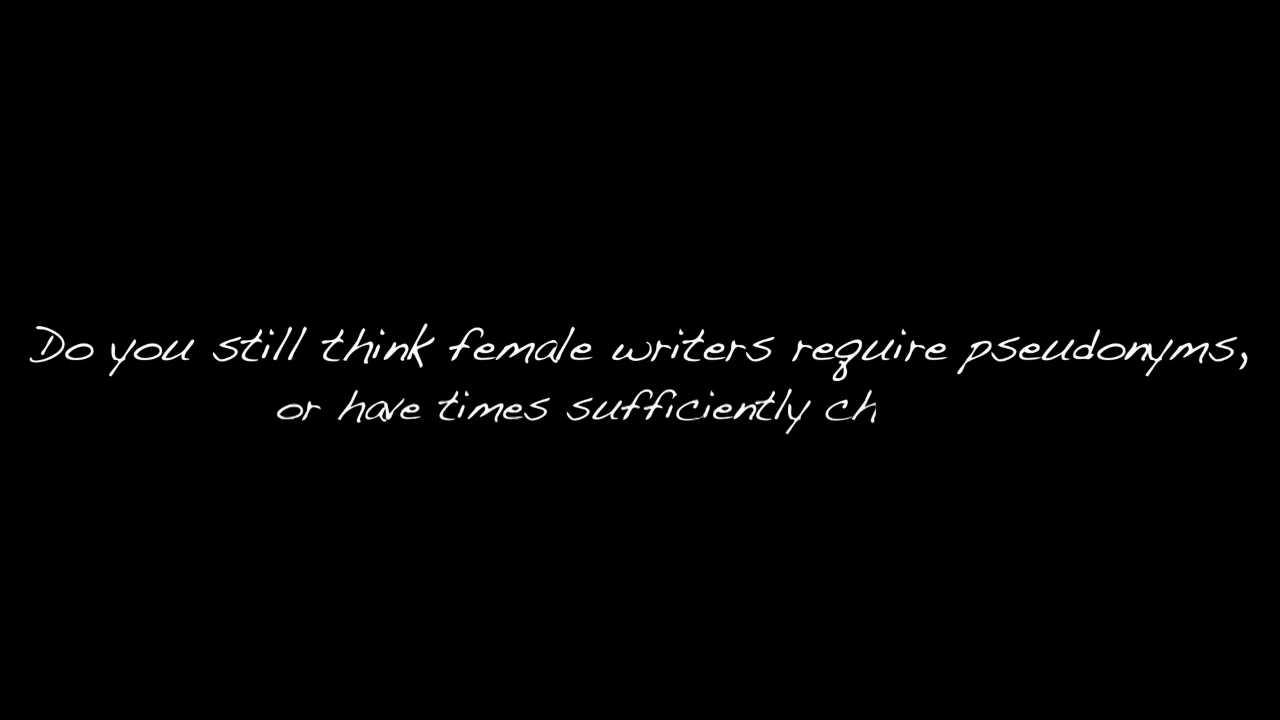 Do you still think female writers require pseudonyms,
or have times sufficiently ch